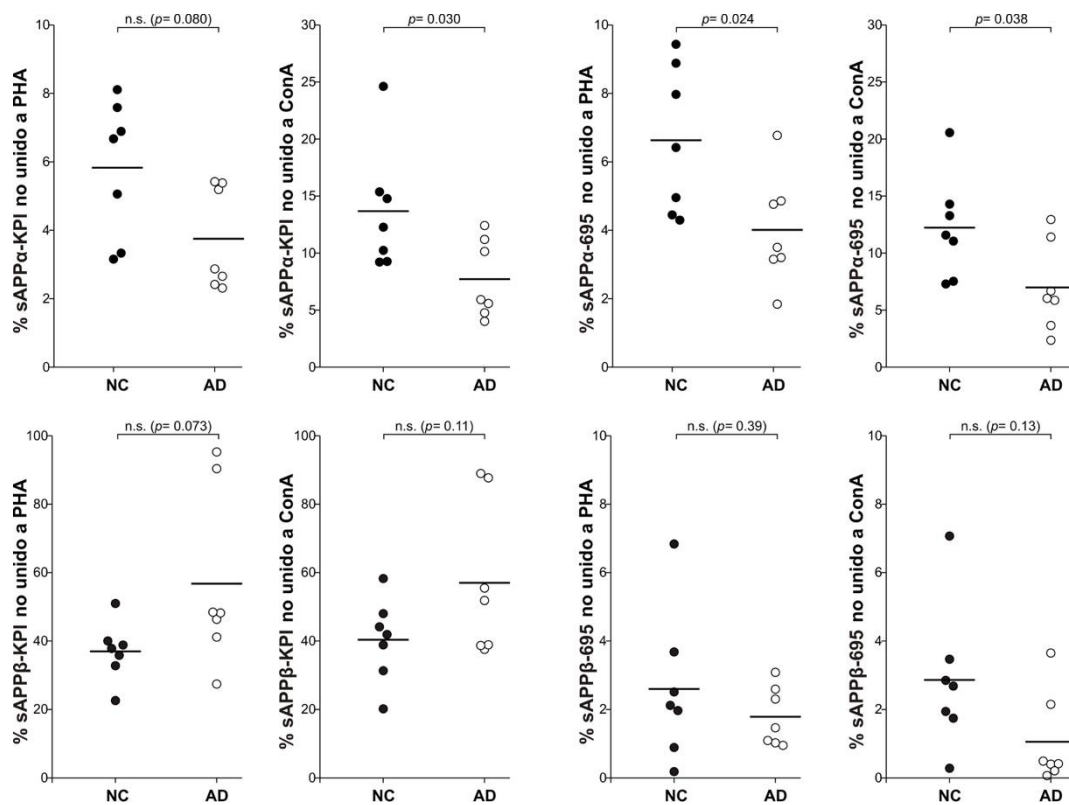 n.s. (p= 0.080)
% sAPPα-KPI no unido a PHA
10
8
6
4
2
0
NC AD
p= 0.030
% sAPPα-KPI no unido a ConA
30
25
20
15
10
5
0
NC AD
p= 0.024
% sAPPα-695 no unido a PHA
10
8
6
4
2
0
NC AD
p= 0.038
% sAPPα-695 no unido a ConA
30
25
20
15
10
5
0
NC AD
n.s. (p= 0.073)
% sAPPβ-KPI no unido a PHA
100
80
60
40
20
0
NC AD
n.s. (p= 0.11)
% sAPPβ-KPI no unido a ConA
100
80
60
40
20
0
NC AD
n.s. (p= 0.39)
% sAPPβ-695 no unido a PHA
10
8
6
4
2
0
NC AD
n.s. (p= 0.13)
% sAPPβ-695 no unido a ConA
10
8
6
4
2
0
NC AD